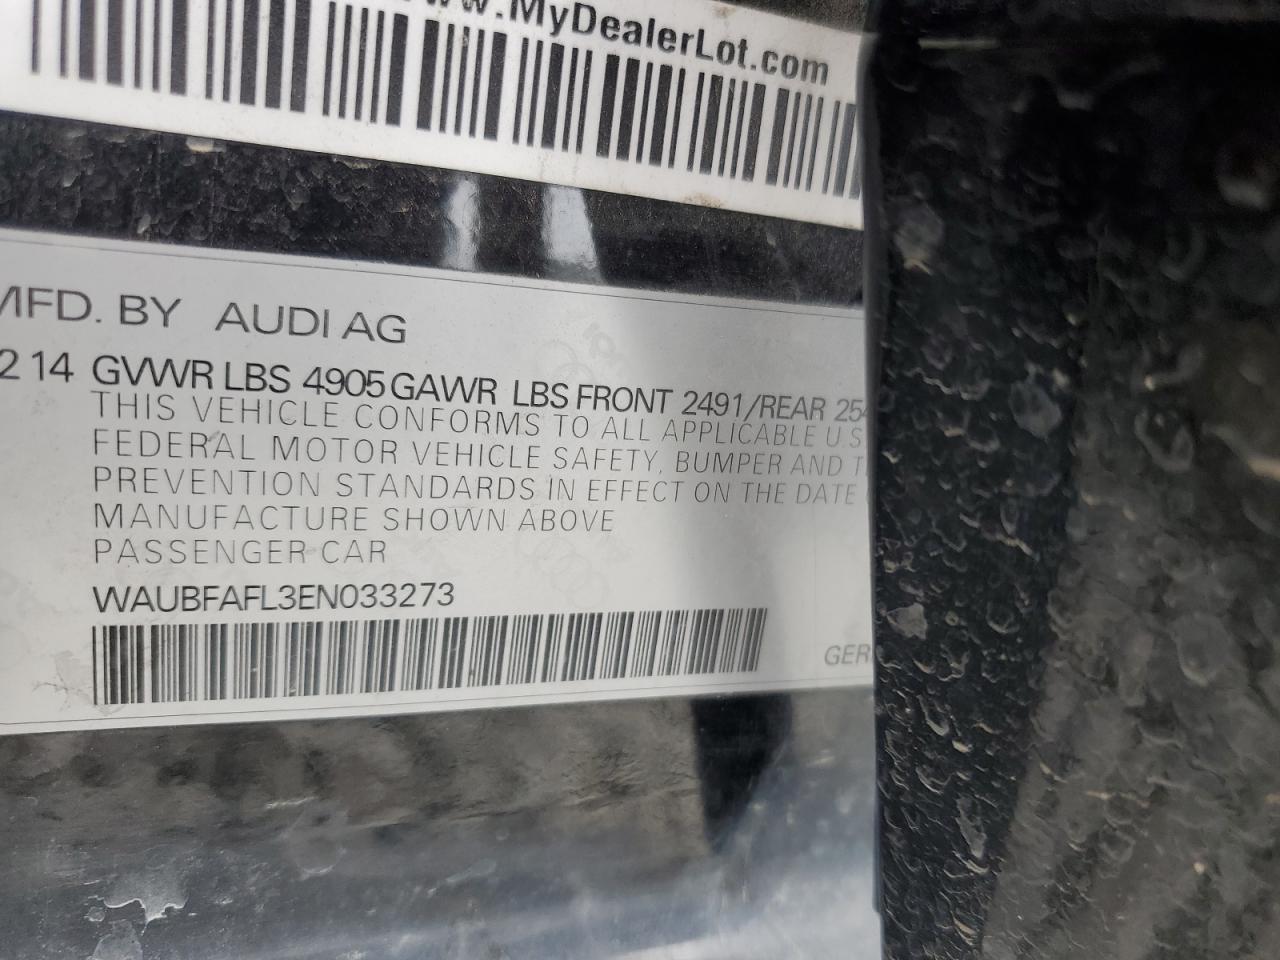 www.MyDealerLot.com
MFD. BY AUDI AG
2 14 GVWR LBS 4905 GAWR LBS FRONT 2491/REAR 254
THIS VEHICLE CONFORMS TO ALL APPLICABLE U S
FEDERAL MOTOR VEHICLE SAFETY, BUMPER AND T
PREVENTION STANDARDS IN EFFECT ON THE DATE
MANUFACTURE SHOWN ABOVE
PASSENGER CAR
WAUBFAFL3EN033273
GER